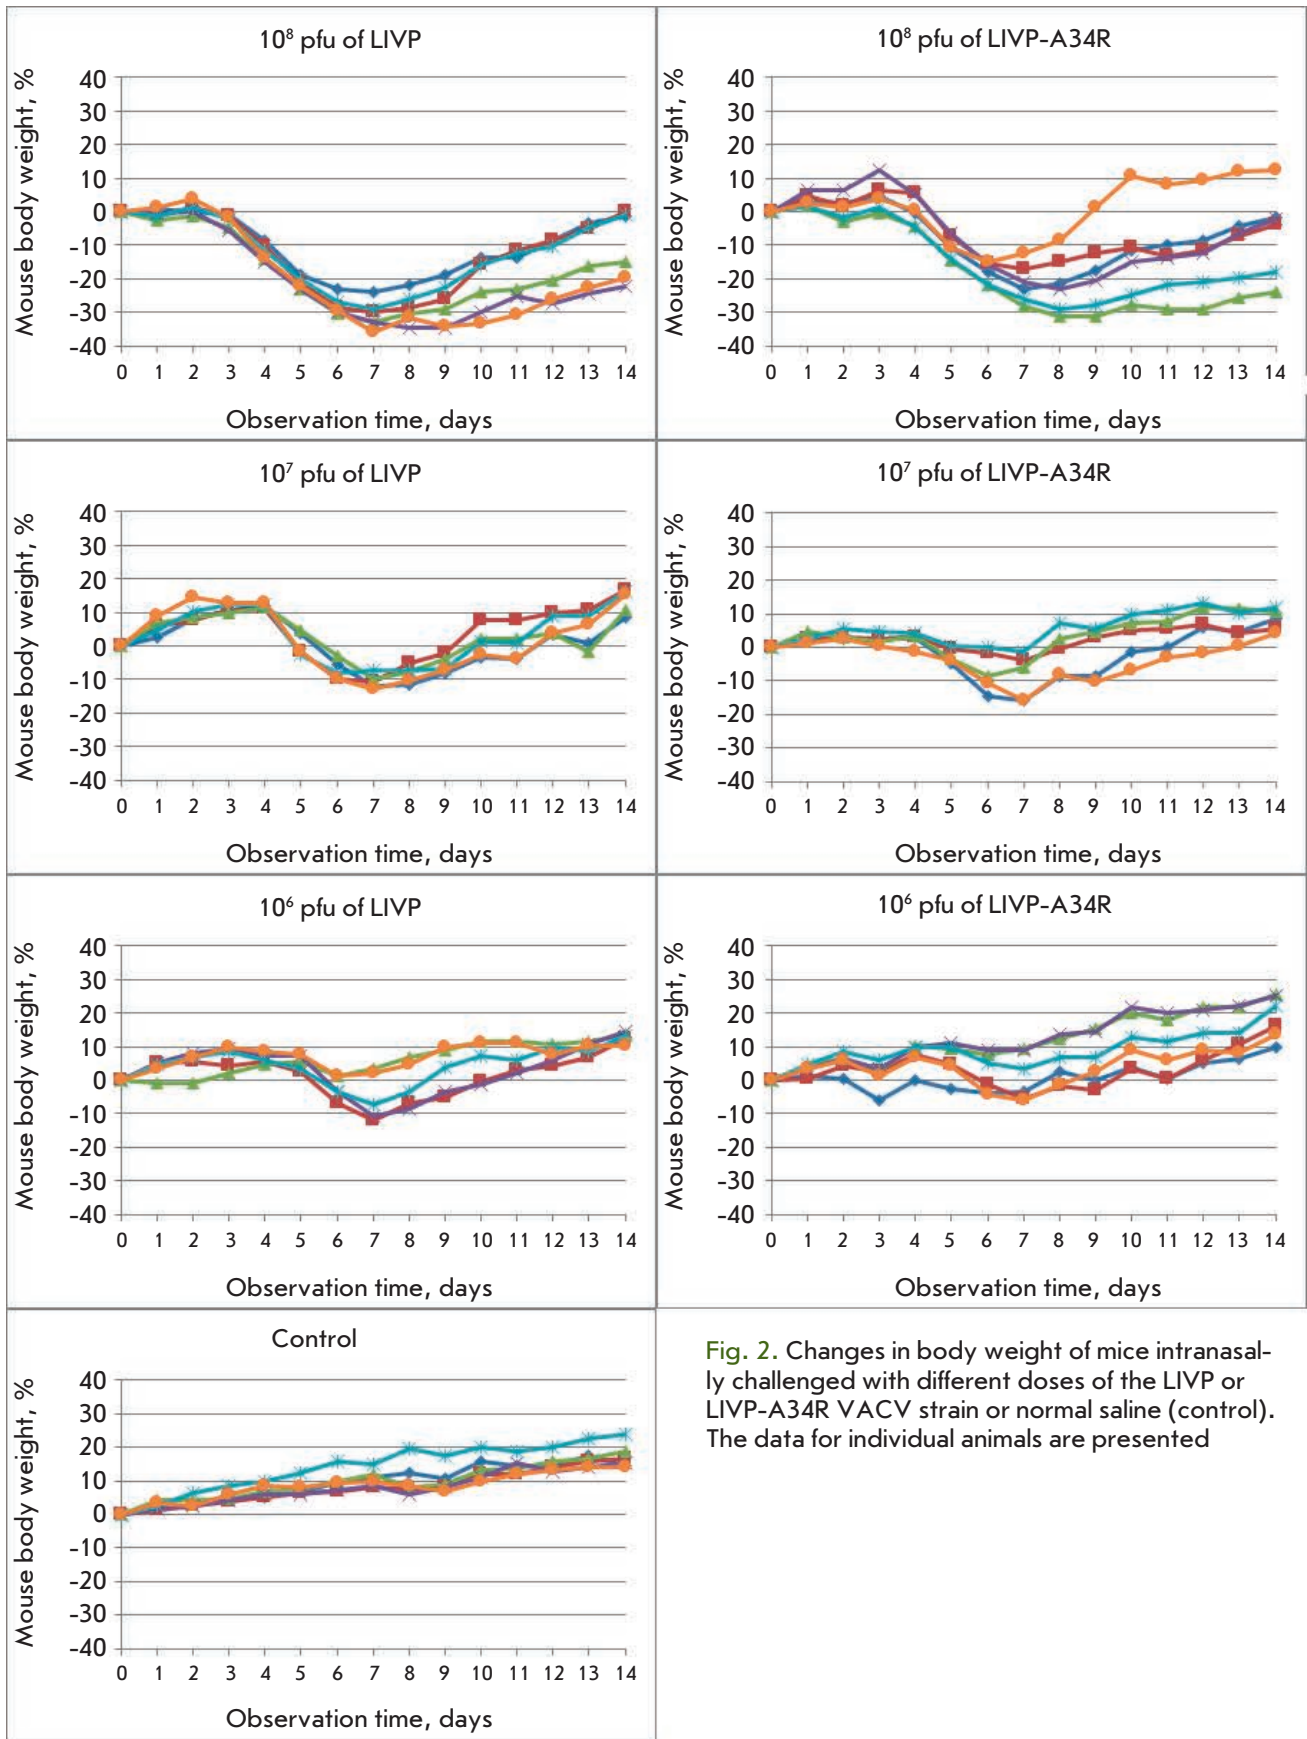 10⁸ pfu of LIVP
Mouse body weight, %
40
30
20
10
0
-10
-20
-30
-40
0 1 2 3 4 5 6 7 8 9 10 11 12 13 14
Observation time, days
10⁸ pfu of LIVP-A34R
Mouse body weight, %
40
30
20
10
0
-10
-20
-30
-40
0 1 2 3 4 5 6 7 8 9 10 11 12 13 14
Observation time, days
10⁷ pfu of LIVP
Mouse body weight, %
40
30
20
10
0
-10
-20
-30
-40
0 1 2 3 4 5 6 7 8 9 10 11 12 13 14
Observation time, days
10⁷ pfu of LIVP-A34R
Mouse body weight, %
40
30
20
10
0
-10
-20
-30
-40
0 1 2 3 4 5 6 7 8 9 10 11 12 13 14
Observation time, days
10⁶ pfu of LIVP
Mouse body weight, %
40
30
20
10
0
-10
-20
-30
-40
0 1 2 3 4 5 6 7 8 9 10 11 12 13 14
Observation time, days
10⁶ pfu of LIVP-A34R
Mouse body weight, %
40
30
20
10
0
-10
-20
-30
-40
0 1 2 3 4 5 6 7 8 9 10 11 12 13 14
Observation time, days
Control
Mouse body weight, %
40
30
20
10
0
-10
-20
-30
-40
0 1 2 3 4 5 6 7 8 9 10 11 12 13 14
Observation time, days
Fig. 2. Changes in body weight of mice intranasal-
ly challenged with different doses of the LIVP or
LIVP-A34R VACV strain or normal saline (control).
The data for individual animals are presented